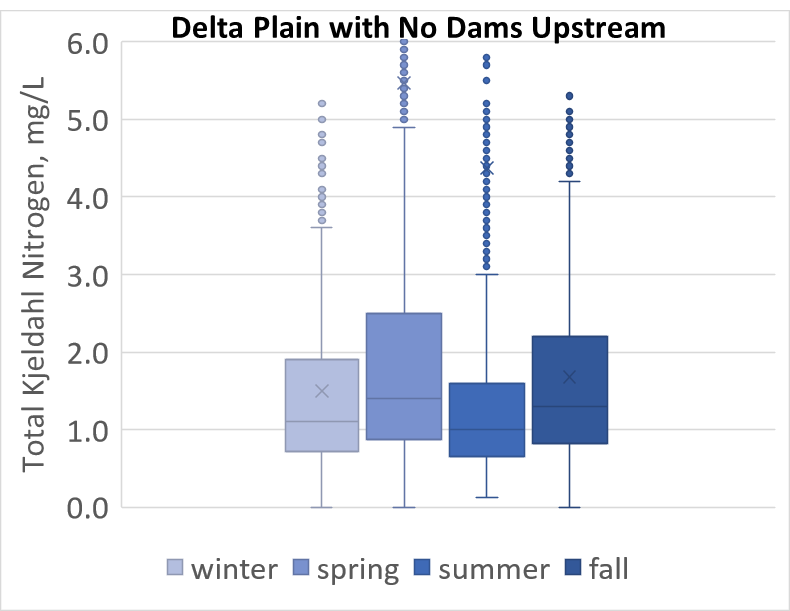 Delta Plain with No Dams Upstream
Total Kjeldahl Nitrogen, mg/L
6.0
5.0
4.0
3.0
2.0
1.0
0.0
winter spring summer fall